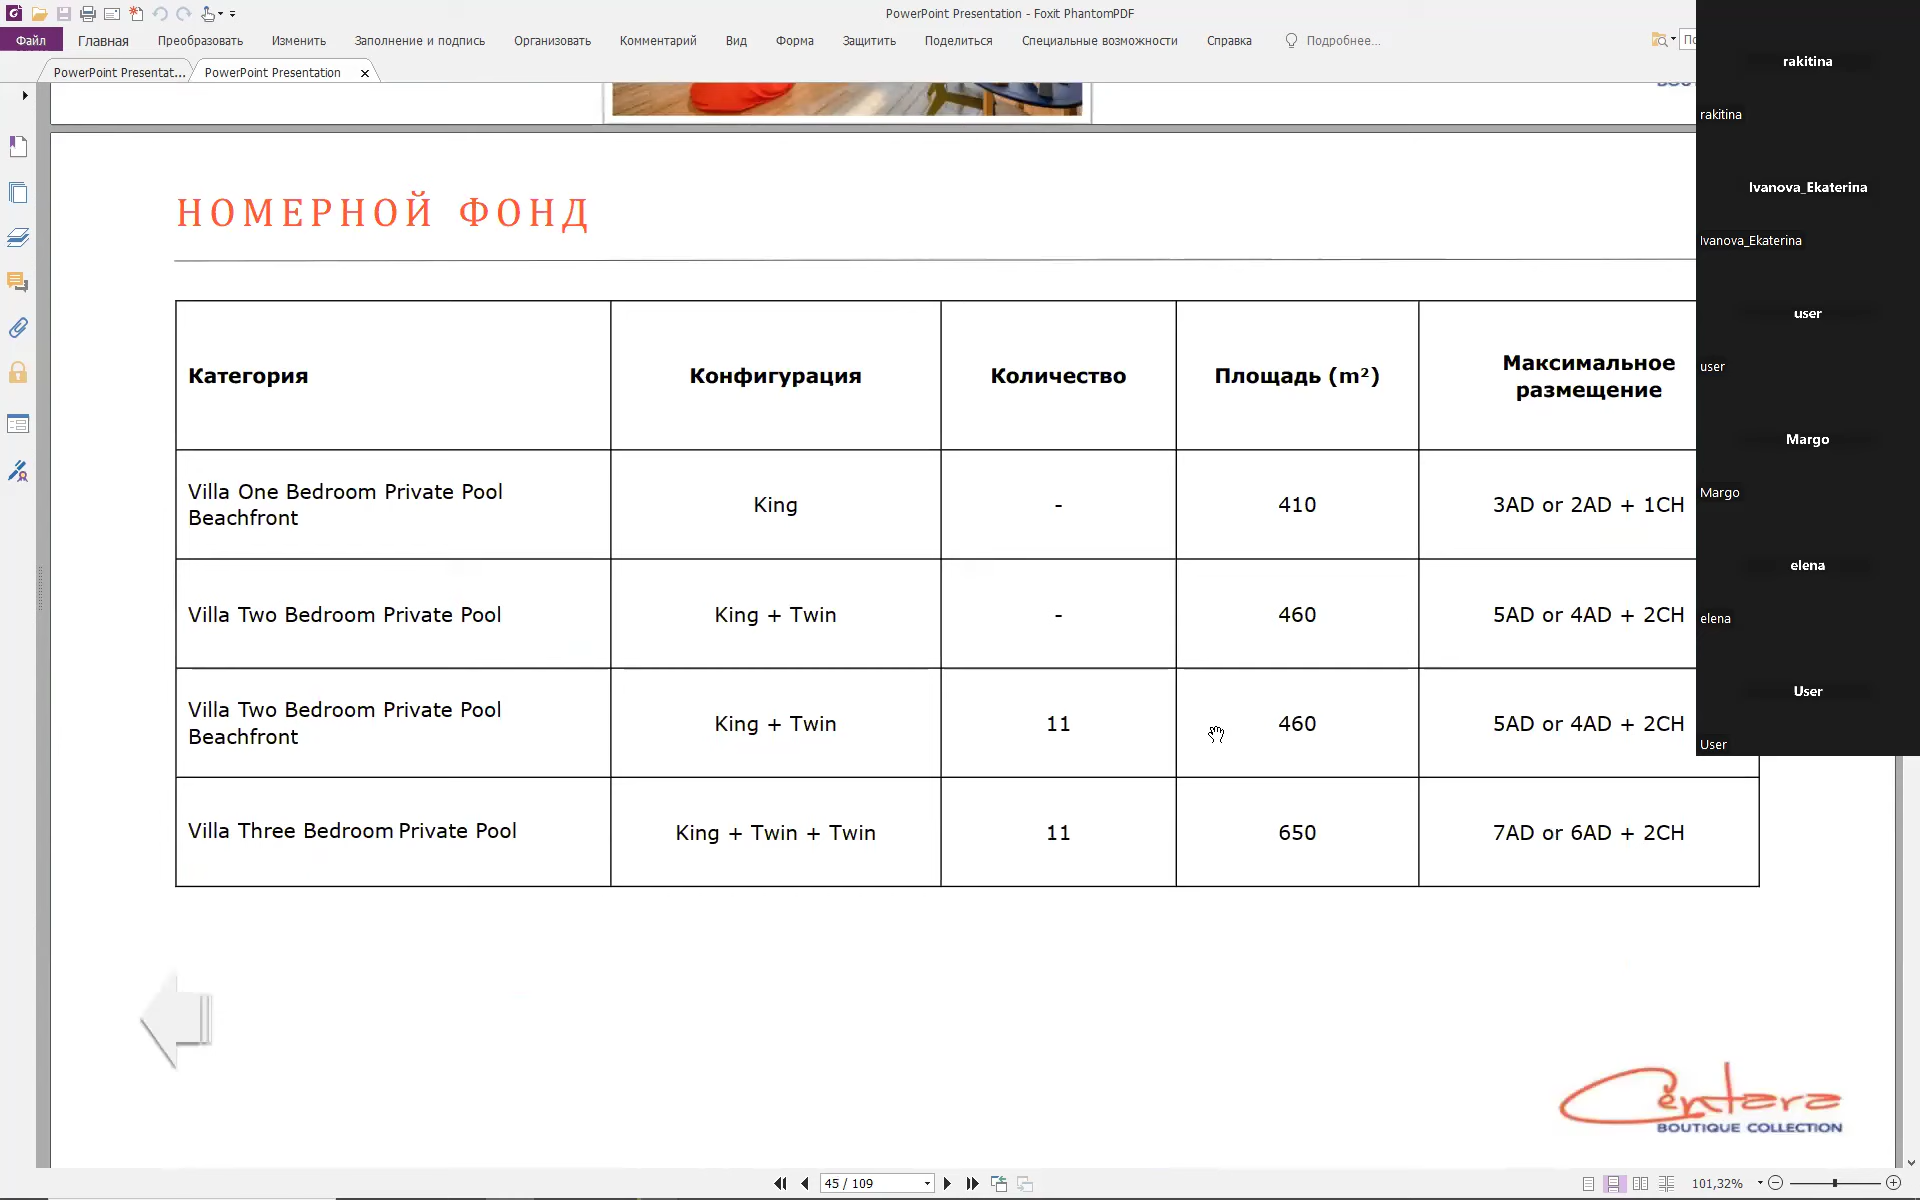 PowerPoint Presentation - Foxit PhantomPDF
Файл Главная Преобразовать Изменить Заполнение и подпись Организовать Комментарий Вид Форма Защитить Поделиться Специальные возможности Справка Подробнее...
PowerPoint Presentat... PowerPoint Presentation
НОМЕРНОЙ ФОНД
Категория Конфигурация Количество Площадь (m²) Максимальное
размещение
Villa One Bedroom Private Pool
Beachfront
King - 410 3AD or 2AD + 1CH
Villa Two Bedroom Private Pool King + Twin - 460 5AD or 4AD + 2CH
Villa Two Bedroom Private Pool
Beachfront
King + Twin 11 460 5AD or 4AD + 2CH
Villa Three Bedroom Private Pool King + Twin + Twin 11 650 7AD or 6AD + 2CH
Centara
BOUTIQUE COLLECTION
rakitina
rakitina
Ivanova_Ekaterina
Ivanova_Ekaterina
user
user
Margo
Margo
elena
elena
User
User
45 / 109
101,32%